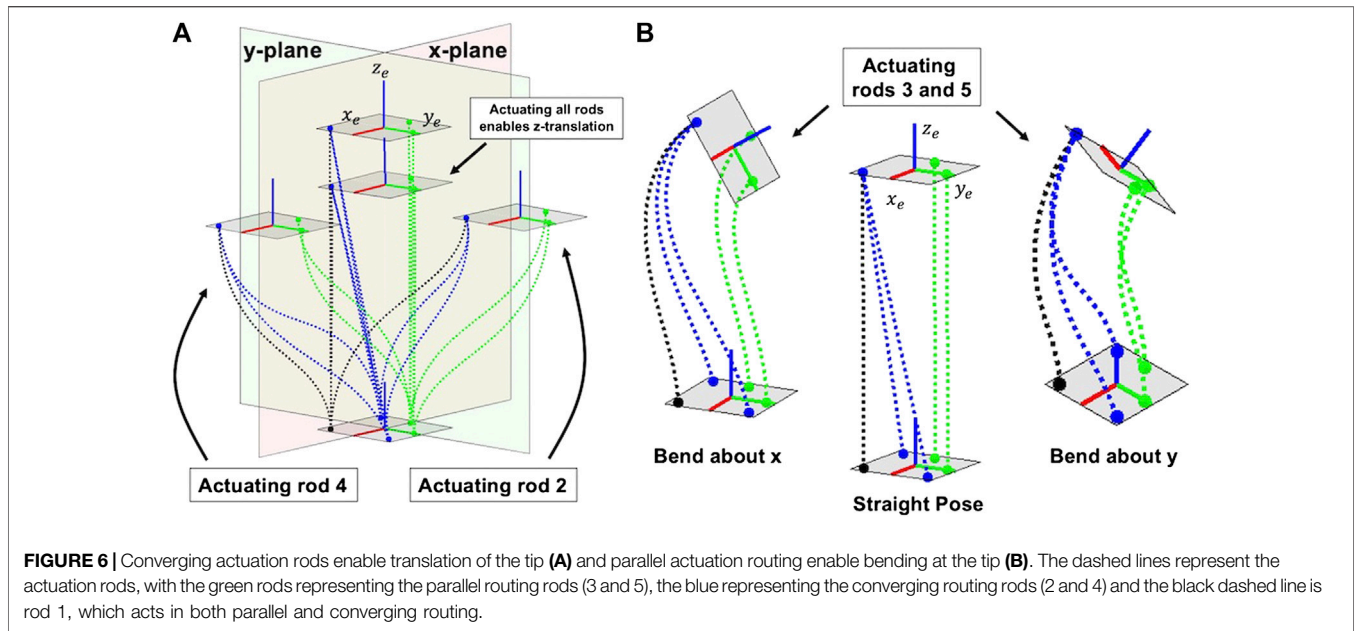 A
y-plane
x-plane
z_e
x_e
y_e
Actuating all rods
enables z-translation
Actuating rod 4
Actuating rod 2
B
Actuating
rods 3 and 5
z_e
x_e
y_e
Bend about x
Straight Pose
Bend about y
FIGURE 6 | Converging actuation rods enable translation of the tip (A) and parallel actuation routing enable bending at the tip (B). The dashed lines represent the
actuation rods, with the green rods representing the parallel routing rods (3 and 5), the blue representing the converging routing rods (2 and 4) and the black dashed line is
rod 1, which acts in both parallel and converging routing.